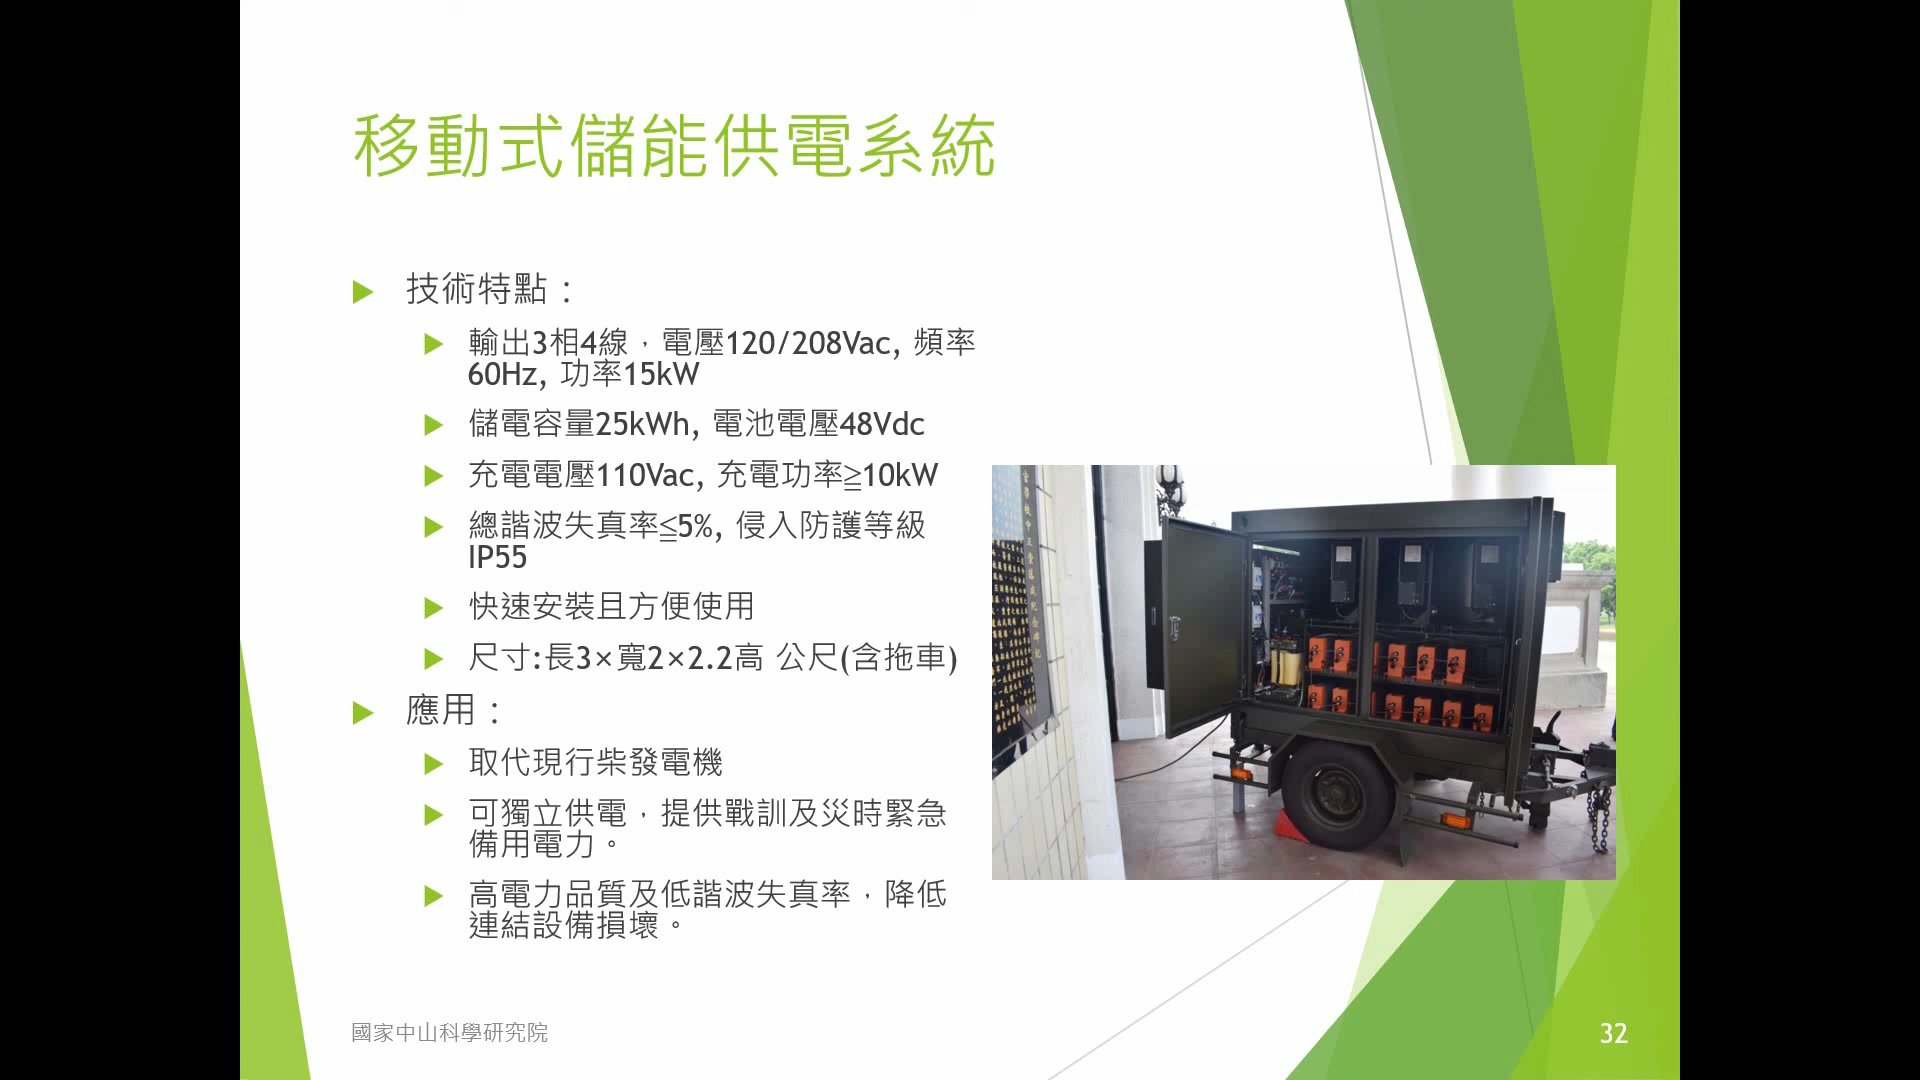 移動式儲能供電系統
技術特點：
輸出3相4線，電壓120/208Vac, 頻率
60Hz, 功率15kW
儲電容量25kWh, 電池電壓48Vdc
充電電壓110Vac, 充電功率≧10kW
總諧波失真率≦5%, 侵入防護等級
IP55
快速安裝且方便使用
尺寸:長3×寬2×2.2高 公尺(含拖車)
應用：
取代現行柴發電機
可獨立供電，提供戰訓及災時緊急
備用電力。
高電力品質及低諧波失真率，降低
連結設備損壞。
國家中山科學研究院
32